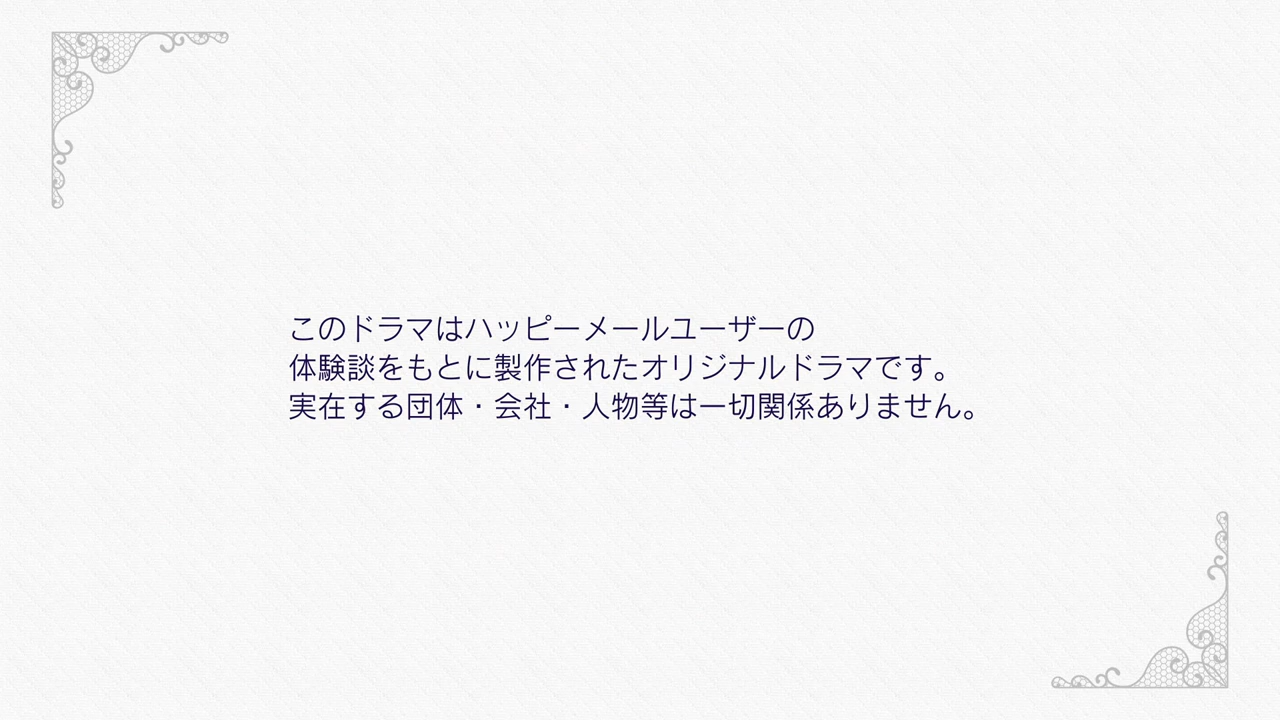 このドラマはハッピーメールユーザーの
体験談をもとに製作されたオリジナルドラマです。
実在する団体・会社・人物等は一切関係ありません。